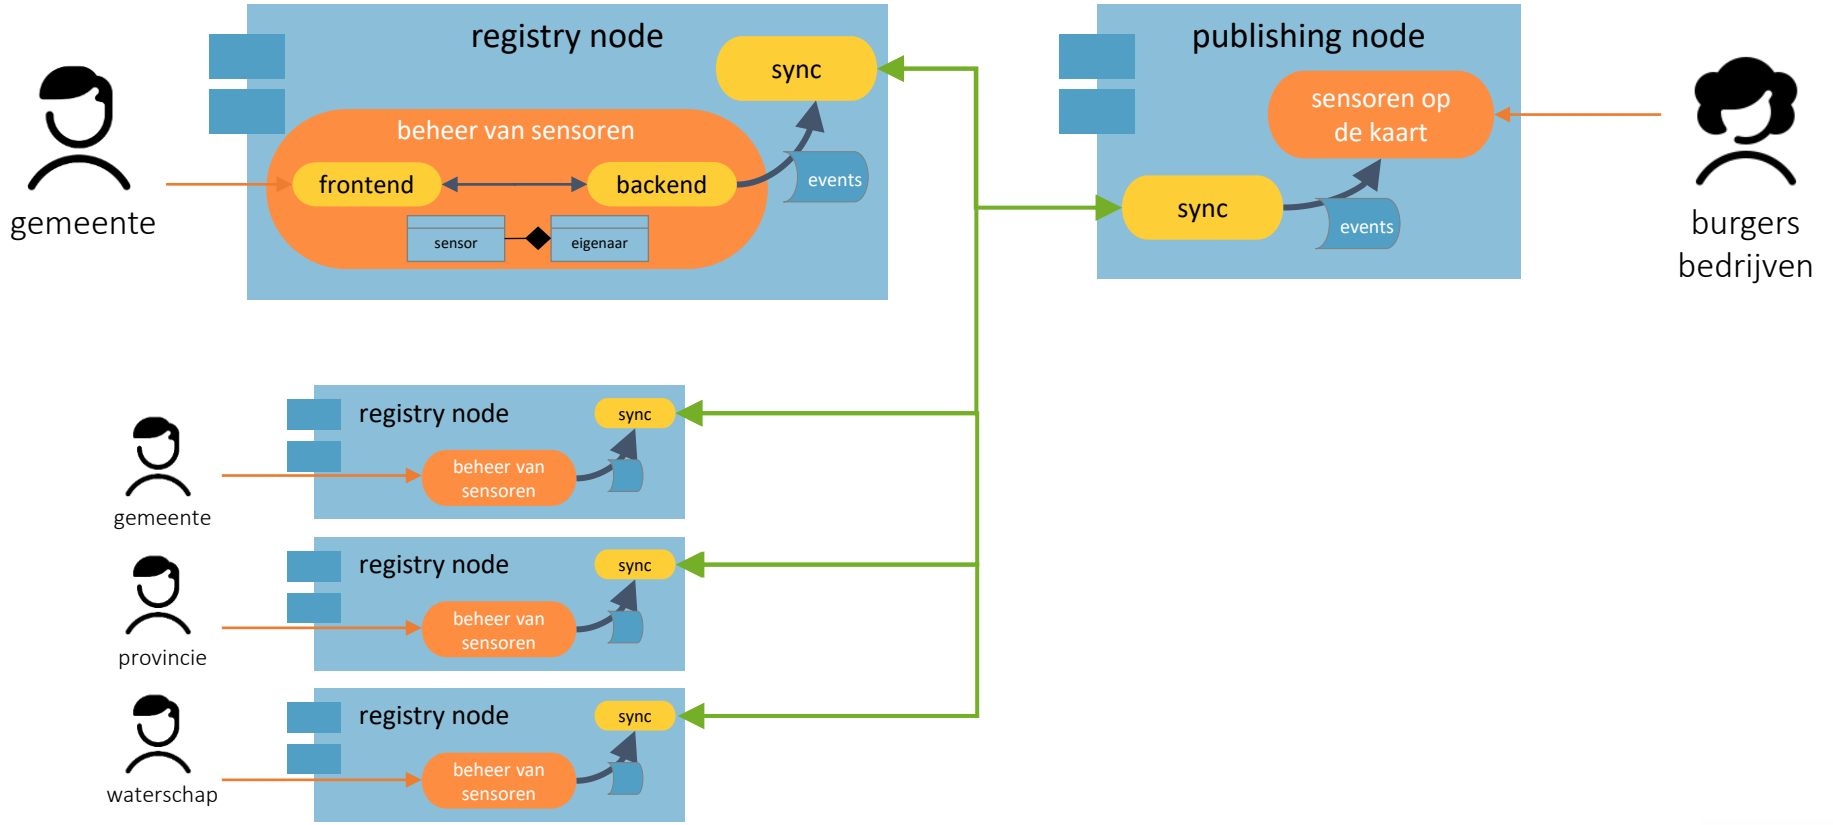 registry node
sync
beheer van sensoren
frontend
backend
events
sensor
eigenaar
gemeente
publishing node
sensoren op
de kaart
sync
events
burgers
bedrijven
registry node
sync
beheer van
sensoren
gemeente
registry node
sync
beheer van
sensoren
provincie
registry node
sync
beheer van
sensoren
waterschap